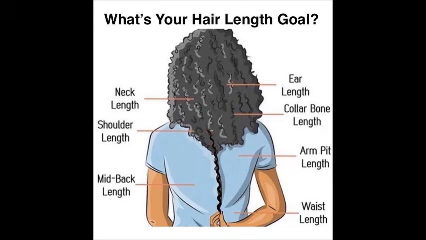 What's Your Hair Length Goal?
Ear
Length
Neck
Length
Collar Bone
Length
Shoulder
Length
Arm Pit
Length
Mid-Back
Length
Waist
Length